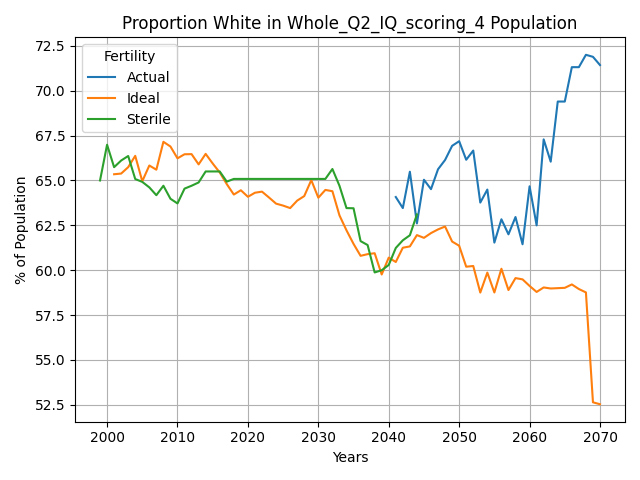 Proportion White in Whole_Q2_IQ_scoring_4 Population
Fertility
Actual
Ideal
Sterile
% of Population
72.5
70.0
67.5
65.0
62.5
60.0
57.5
55.0
52.5
2000 2010 2020 2030 2040 2050 2060 2070
Years